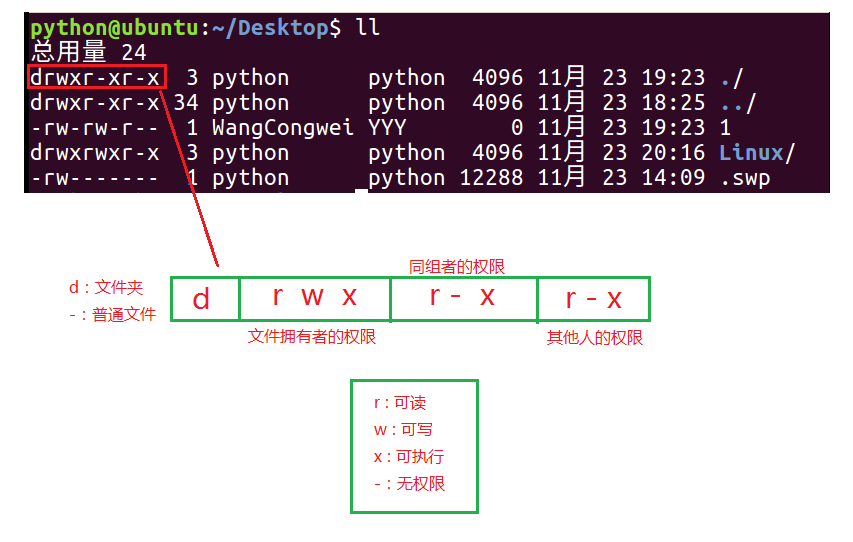 python@ubuntu:~/Desktop$ ll
总用量 24
drwxr-xr-x  3 python     python  4096 11月 23 19:23 ./
drwxr-xr-x 34 python     python  4096 11月 23 18:25 ../
-rw-rw-r--  1 WangCongwei YYY       0 11月 23 19:23 1
drwxrwxr-x  3 python     python  4096 11月 23 20:16 Linux/
-rw-------  1 python     python 12288 11月 23 14:09 .swp
同组者的权限
d：文件夹
-：普通文件
d rwx r-x r-x
文件拥有者的权限 其他人的权限
r：可读
w：可写
x：可执行
-：无权限